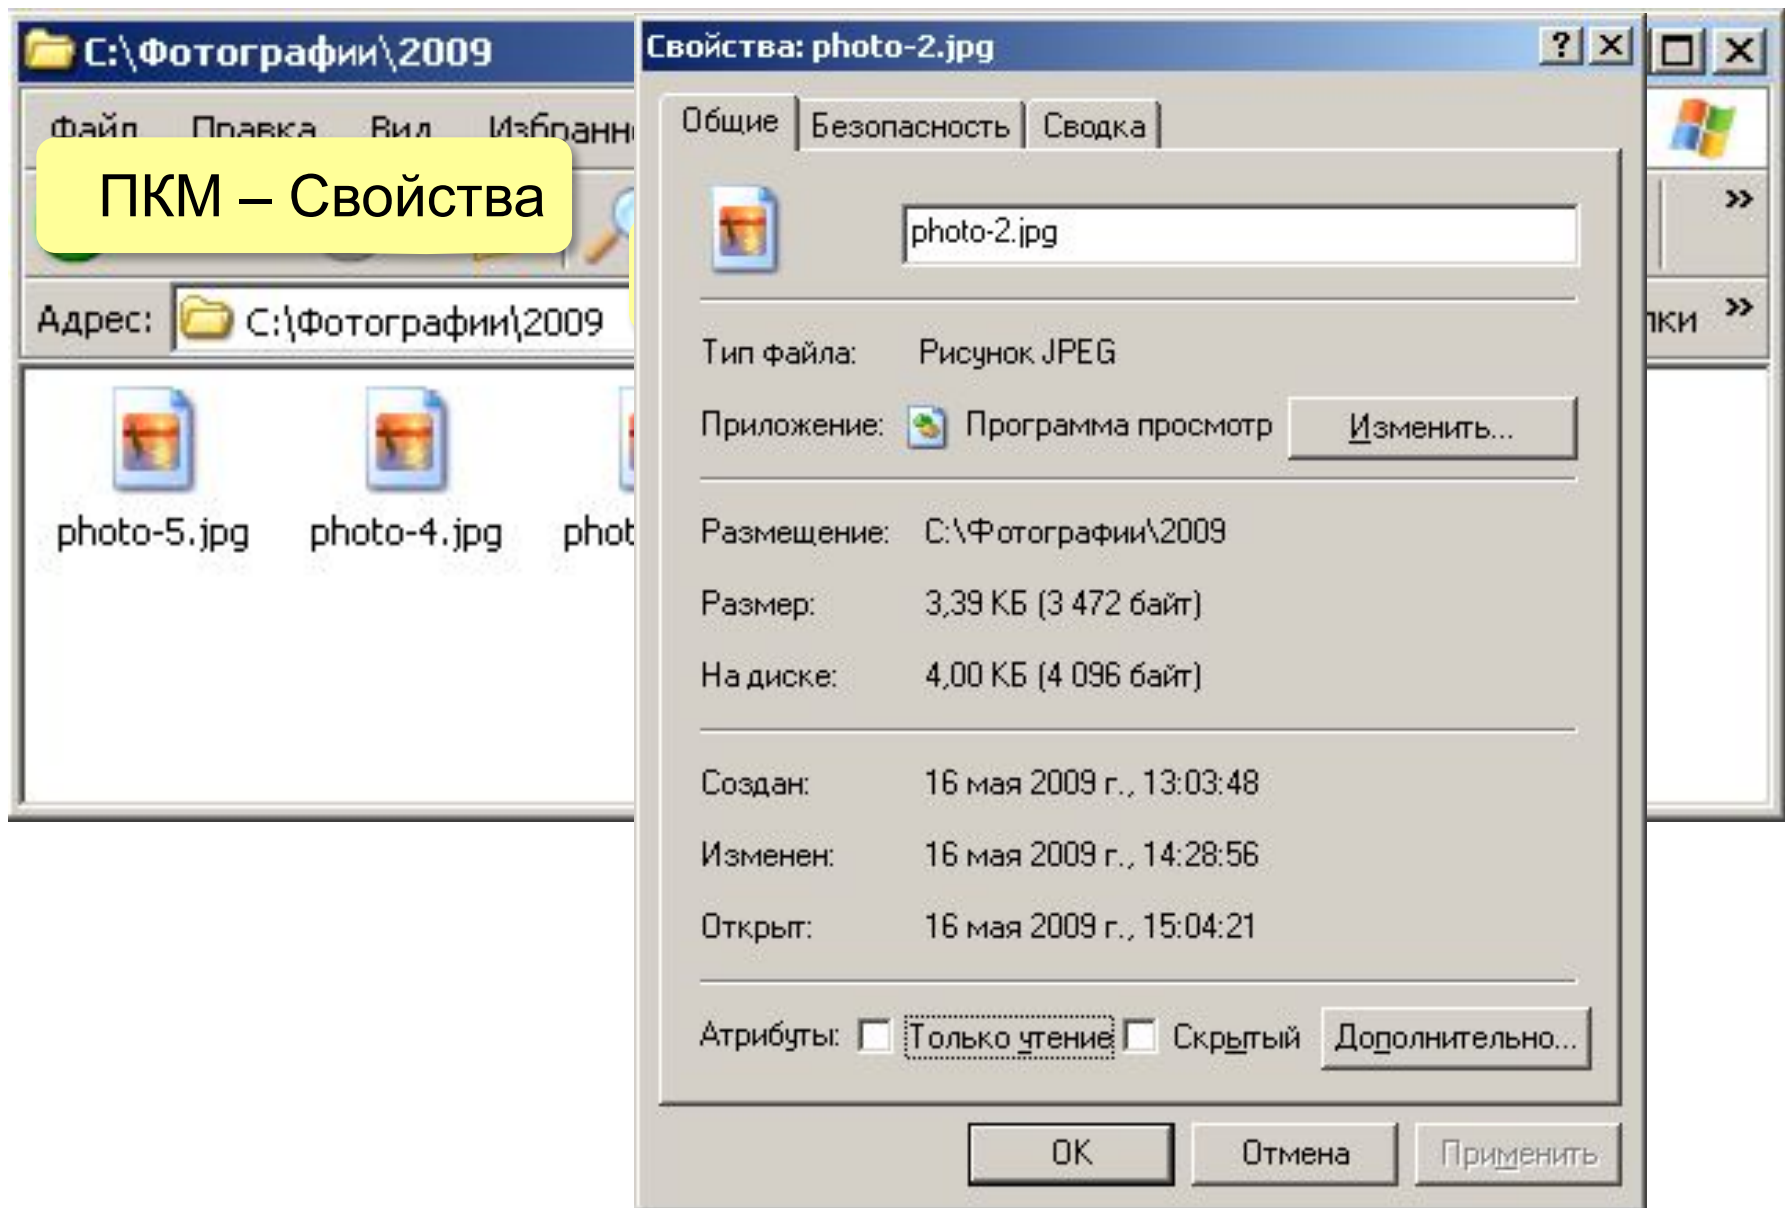 С:\Фотографии\2009
Файл Правка Вид
ПКМ – Свойства
Адрес: С:\Фотографии\2009
photo-5.jpg photo-4.jpg
Свойства: photo-2.jpg
Общие Безопасность Сводка
photo-2.jpg
Тип файла: Рисунок JPEG
Приложение: Программа просмотр Изменить...
Размещение: С:\Фотографии\2009
Размер: 3,39 КБ (3 472 байт)
На диске: 4,00 КБ (4 096 байт)
Создан: 16 мая 2009 г., 13:03:48
Изменен: 16 мая 2009 г., 14:28:56
Открыт: 16 мая 2009 г., 15:04:21
Атрибуты: Только чтение Скрытый Дополнительно...
ОК Отмена Применить